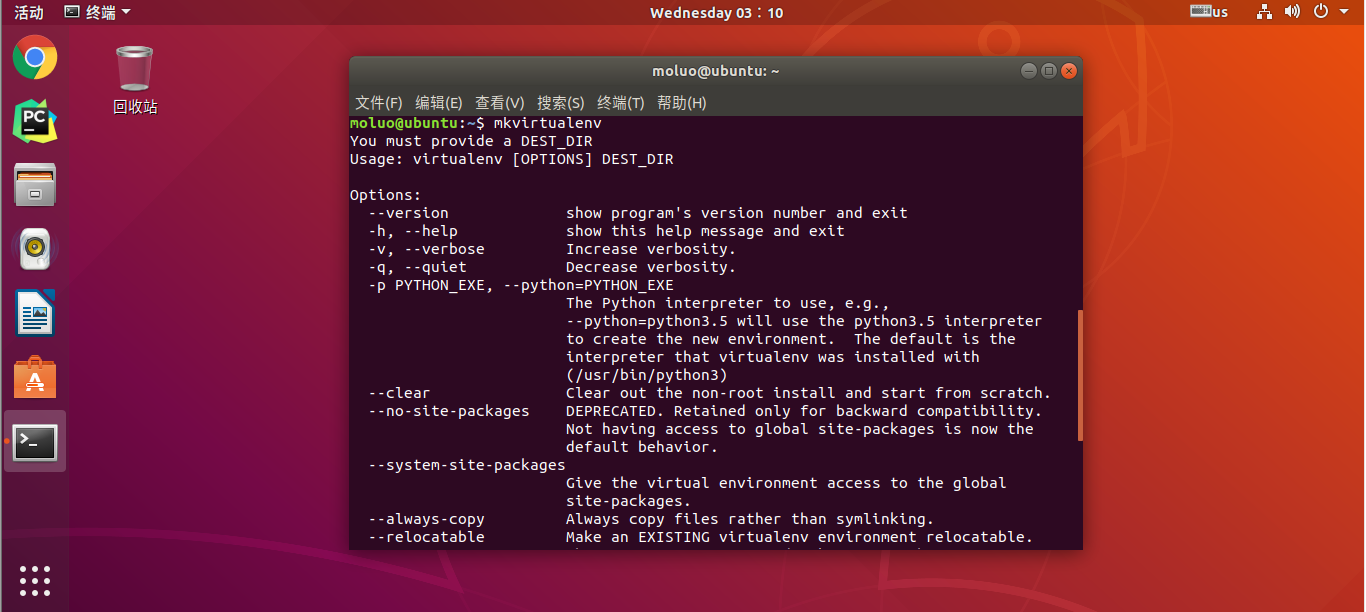 活动 终端 Wednesday 03:10 us
PC
回收站
moluo@ubuntu: ~
文件(F) 编辑(E) 查看(V) 搜索(S) 终端(T) 帮助(H)
moluo@ubuntu:~$ mkvirtualenv
You must provide a DEST_DIR
Usage: virtualenv [OPTIONS] DEST_DIR
Options:
--version show program's version number and exit
-h, --help show this help message and exit
-v, --verbose Increase verbosity.
-q, --quiet Decrease verbosity.
-p PYTHON_EXE, --python=PYTHON_EXE
The Python interpreter to use, e.g.,
--python=python3.5 will use the python3.5 interpreter
to create the new environment.  The default is the
interpreter that virtualenv was installed with
(/usr/bin/python3)
--clear Clear out the non-root install and start from scratch.
--no-site-packages DEPRECATED. Retained only for backward compatibility.
Not having access to global site-packages is now the
default behavior.
--system-site-packages
Give the virtual environment access to the global
site-packages.
--always-copy Always copy files rather than symlinking.
--relocatable Make an EXISTING virtualenv environment relocatable.